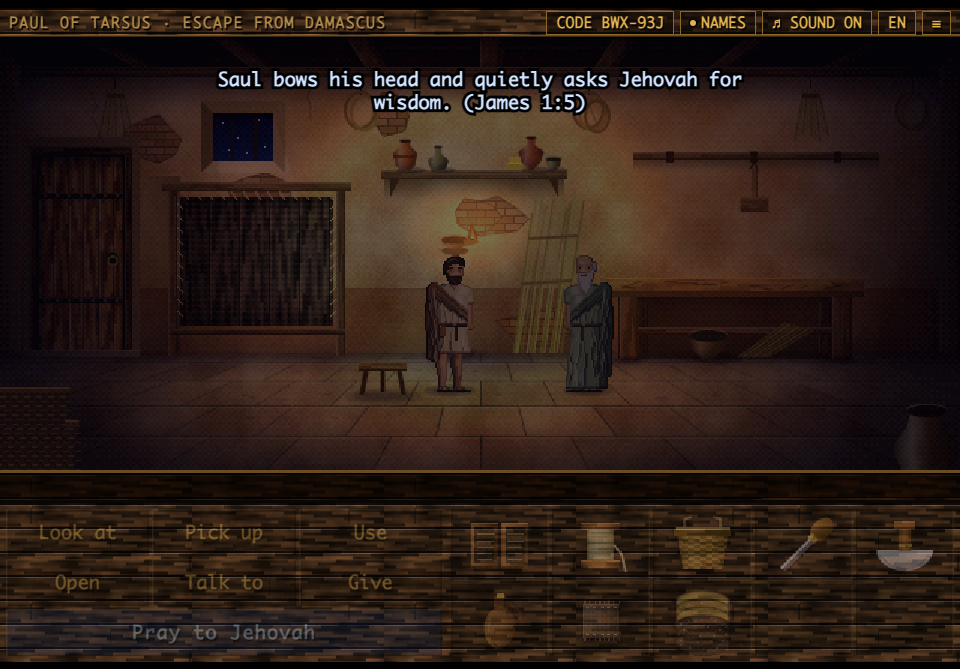 PAUL OF TARSUS · ESCAPE FROM DAMASCUS
CODE BWX-93J
• NAMES
♬ SOUND ON
EN
≡
Saul bows his head and quietly asks Jehovah for
wisdom. (James 1:5)
Look at
Pick up
Use
Open
Talk to
Give
Pray to Jehovah